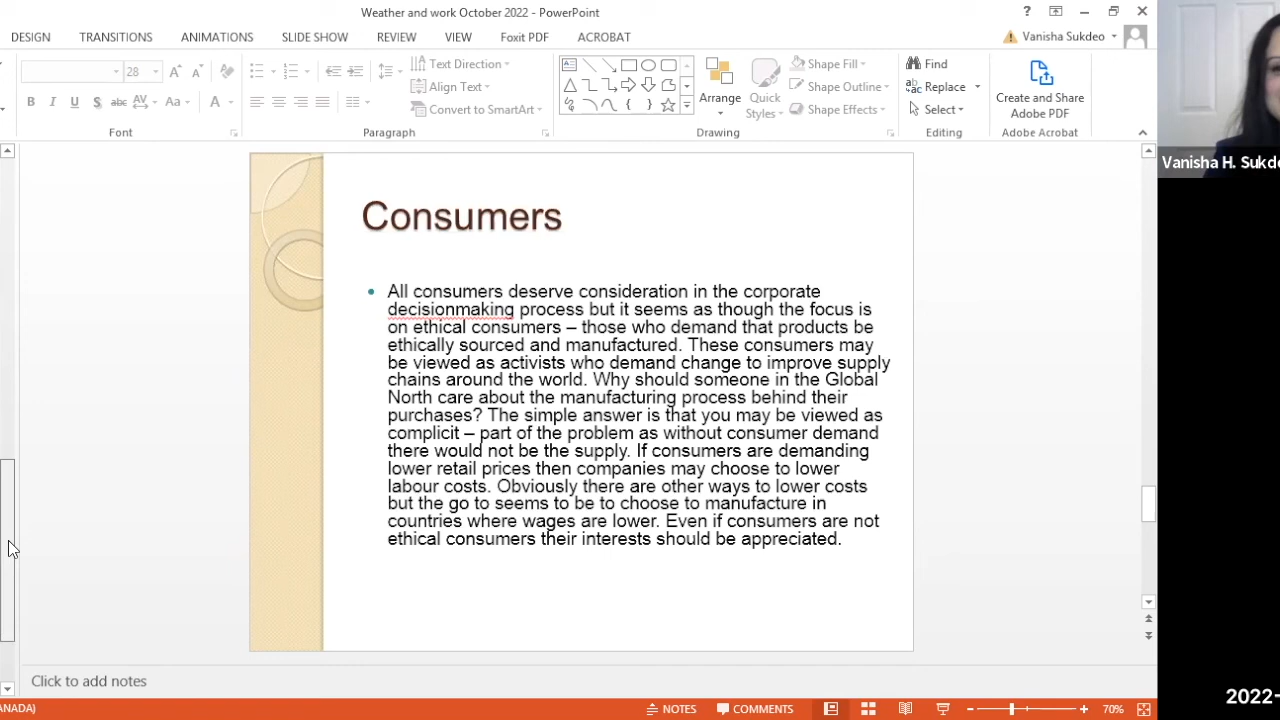 Weather and work October 2022 - PowerPoint
?
DESIGN TRANSITIONS ANIMATIONS SLIDE SHOW REVIEW VIEW Foxit PDF ACROBAT
Vanisha Sukdeo
28
Text Direction
Align Text
Convert to SmartArt
B I U S abc AV Aa A
Arrange
Quick Styles
Shape Fill
Shape Outline
Shape Effects
Find
Replace
Select
Create and Share
Adobe PDF
Font Paragraph Drawing Editing Adobe Acrobat
Vanisha H. Sukde
Consumers
All consumers deserve consideration in the corporate
decisionmaking process but it seems as though the focus is
on ethical consumers – those who demand that products be
ethically sourced and manufactured. These consumers may
be viewed as activists who demand change to improve supply
chains around the world. Why should someone in the Global
North care about the manufacturing process behind their
purchases? The simple answer is that you may be viewed as
complicit – part of the problem as without consumer demand
there would not be the supply. If consumers are demanding
lower retail prices then companies may choose to lower
labour costs. Obviously there are other ways to lower costs
but the go to seems to be to choose to manufacture in
countries where wages are lower. Even if consumers are not
ethical consumers their interests should be appreciated.
Click to add notes
ANADA) NOTES COMMENTS 70%
2022-